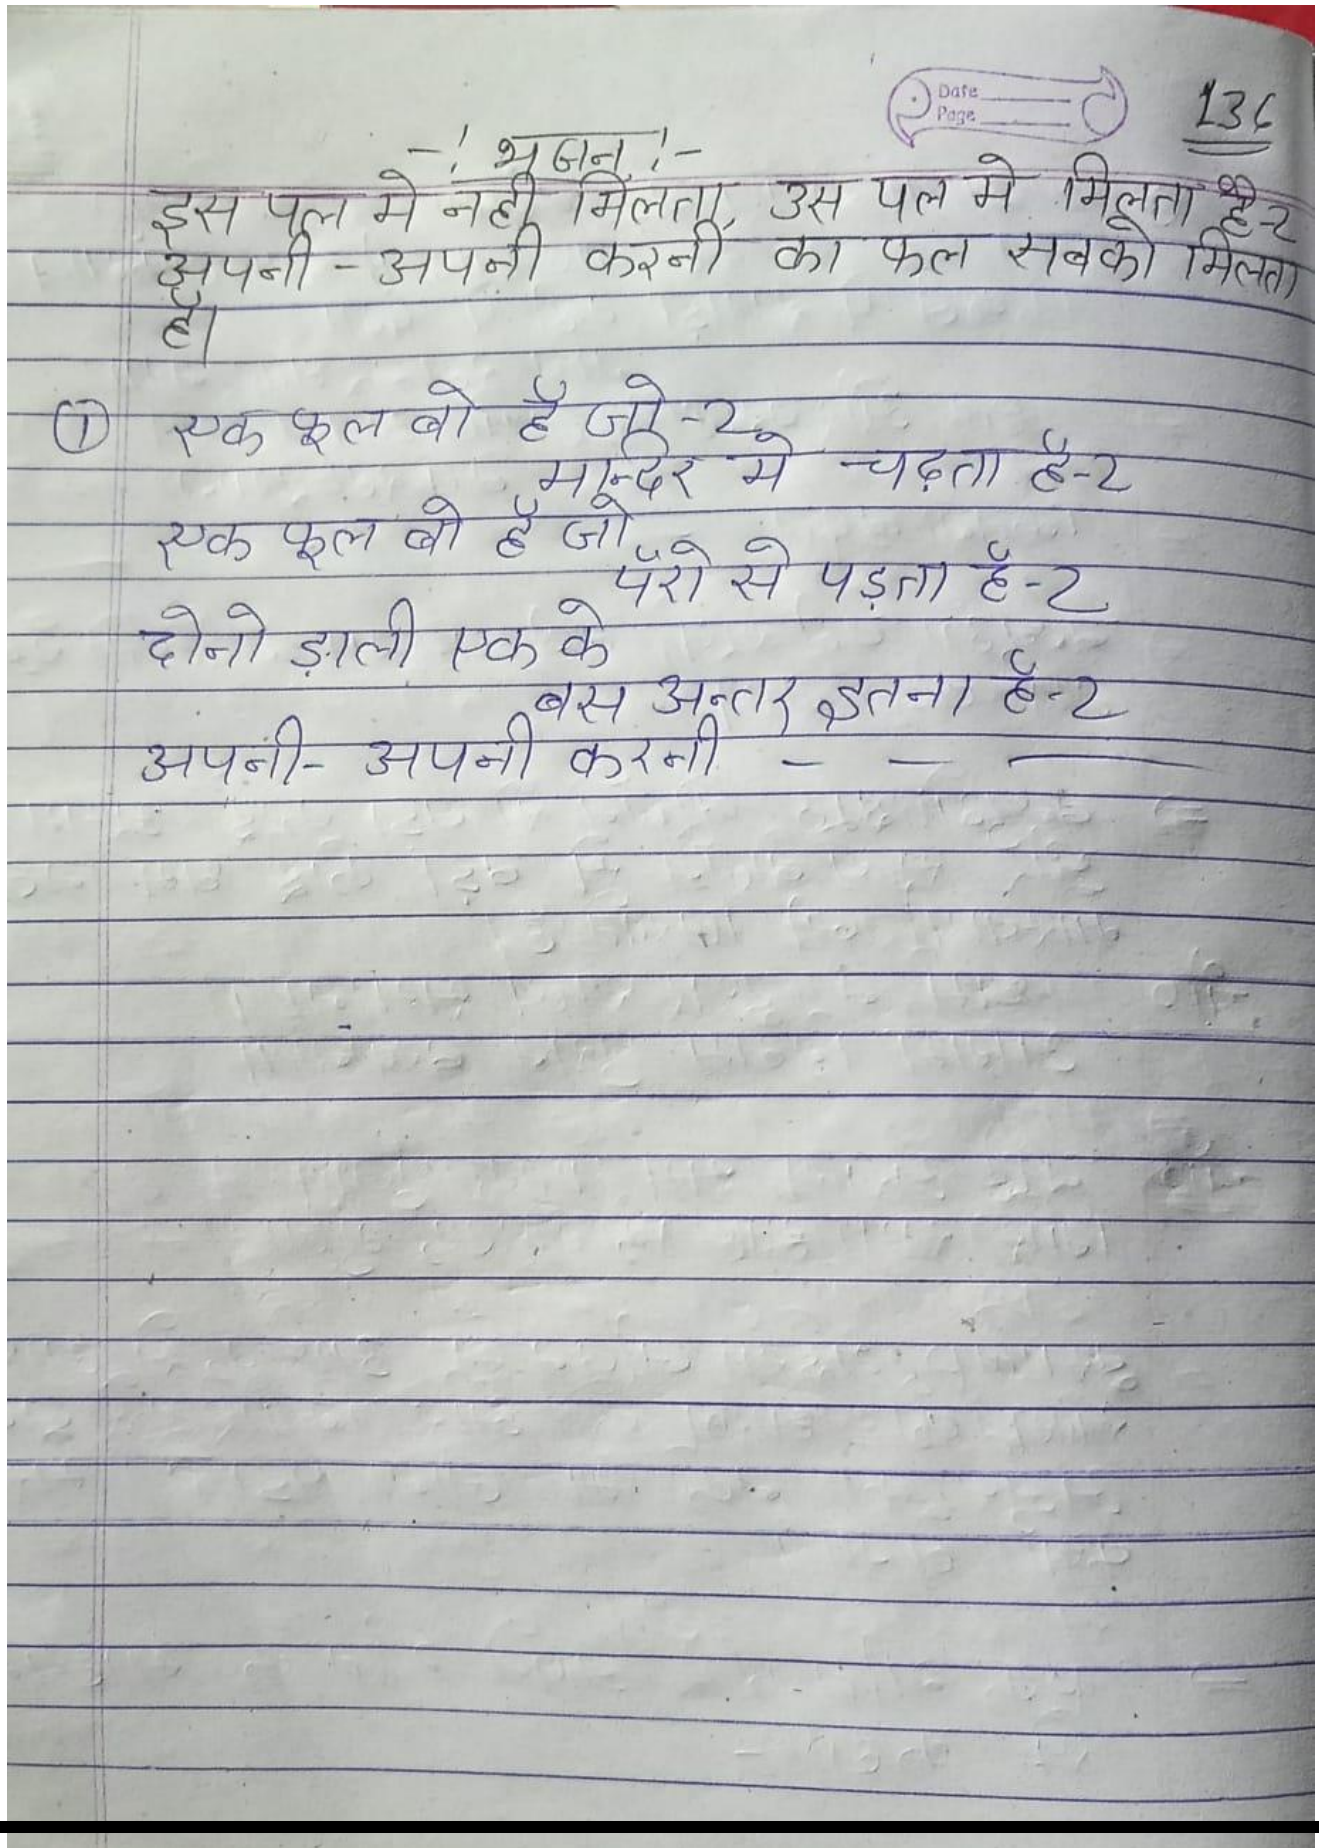 Date
Page
136
-! भजन !-
इस पल मे नही मिलता, उस पल मे मिलता है-2
अपनी - अपनी करनी का फल सबको मिलता
है।
① एक फूल वो है जो -2
मन्दिर मे चढ़ता है-2
एक फूल वो है जो
पैरो से पड़ता है-2
दोनो ड़ाली एक के
बस अन्तर इतना है-2
अपनी- अपनी करनी - - —